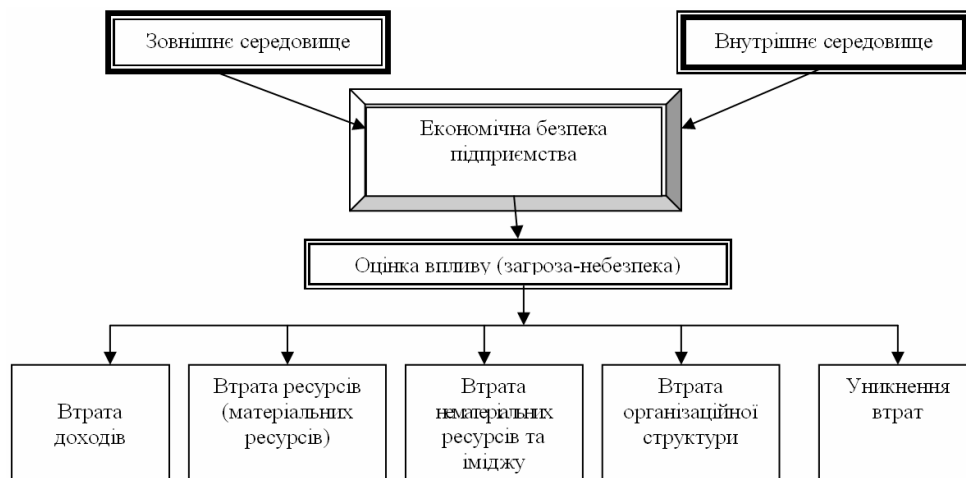 Зовнішнє середовище
Внутрішнє середовище
Економічна безпека
підприємства
Оцінка впливу (загроза-небезпека)
Втрата
доходів
Втрата ресурсів
(матеріальних
ресурсів)
Втрата
нематеріальних
ресурсів та
іміджу
Втрата
організаційної
структури
Уникнення
втрат